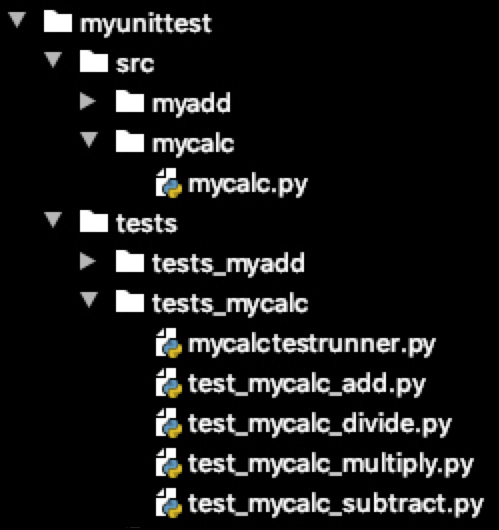 myunittest
src
myadd
mycalc
mycalc.py
tests
tests_myadd
tests_mycalc
mycalctestrunner.py
test_mycalc_add.py
test_mycalc_divide.py
test_mycalc_multiply.py
test_mycalc_subtract.py